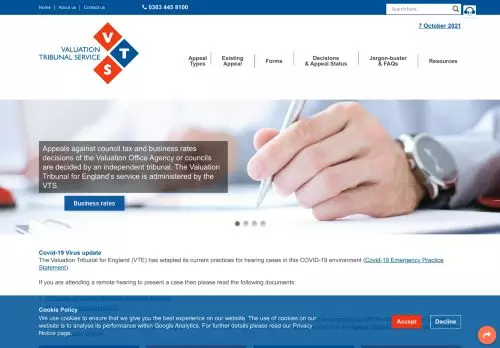 Home | About us | Contact us
0303 445 8100
Search here..
7 October 2021
VALUATION
TRIBUNAL SERVICE
V
T
S
Appeal
Types
Existing
Appeal
Forms
Decisions
& Appeal Status
Jargon-buster
& FAQs
Resources
Appeals against council tax and business rates
decisions of the Valuation Office Agency or councils
are decided by an independent tribunal. The Valuation
Tribunal for England's service is administered by the
VTS.
Business rates
Covid-19 Virus update
The Valuation Tribunal for England (VTE) has adapted its current practices for hearing cases in this COVID-19 environment (Covid-19 Emergency Practice
Statement)
If you are attending a remote hearing to present a case then please read the following documents:
Cookie Policy
We use cookies to ensure that we give you the best experience on our website. The use of cookies on our
website is to analyse its performance within Google Analytics. For further details please read our Privacy
Notice page.
Accept
Decline